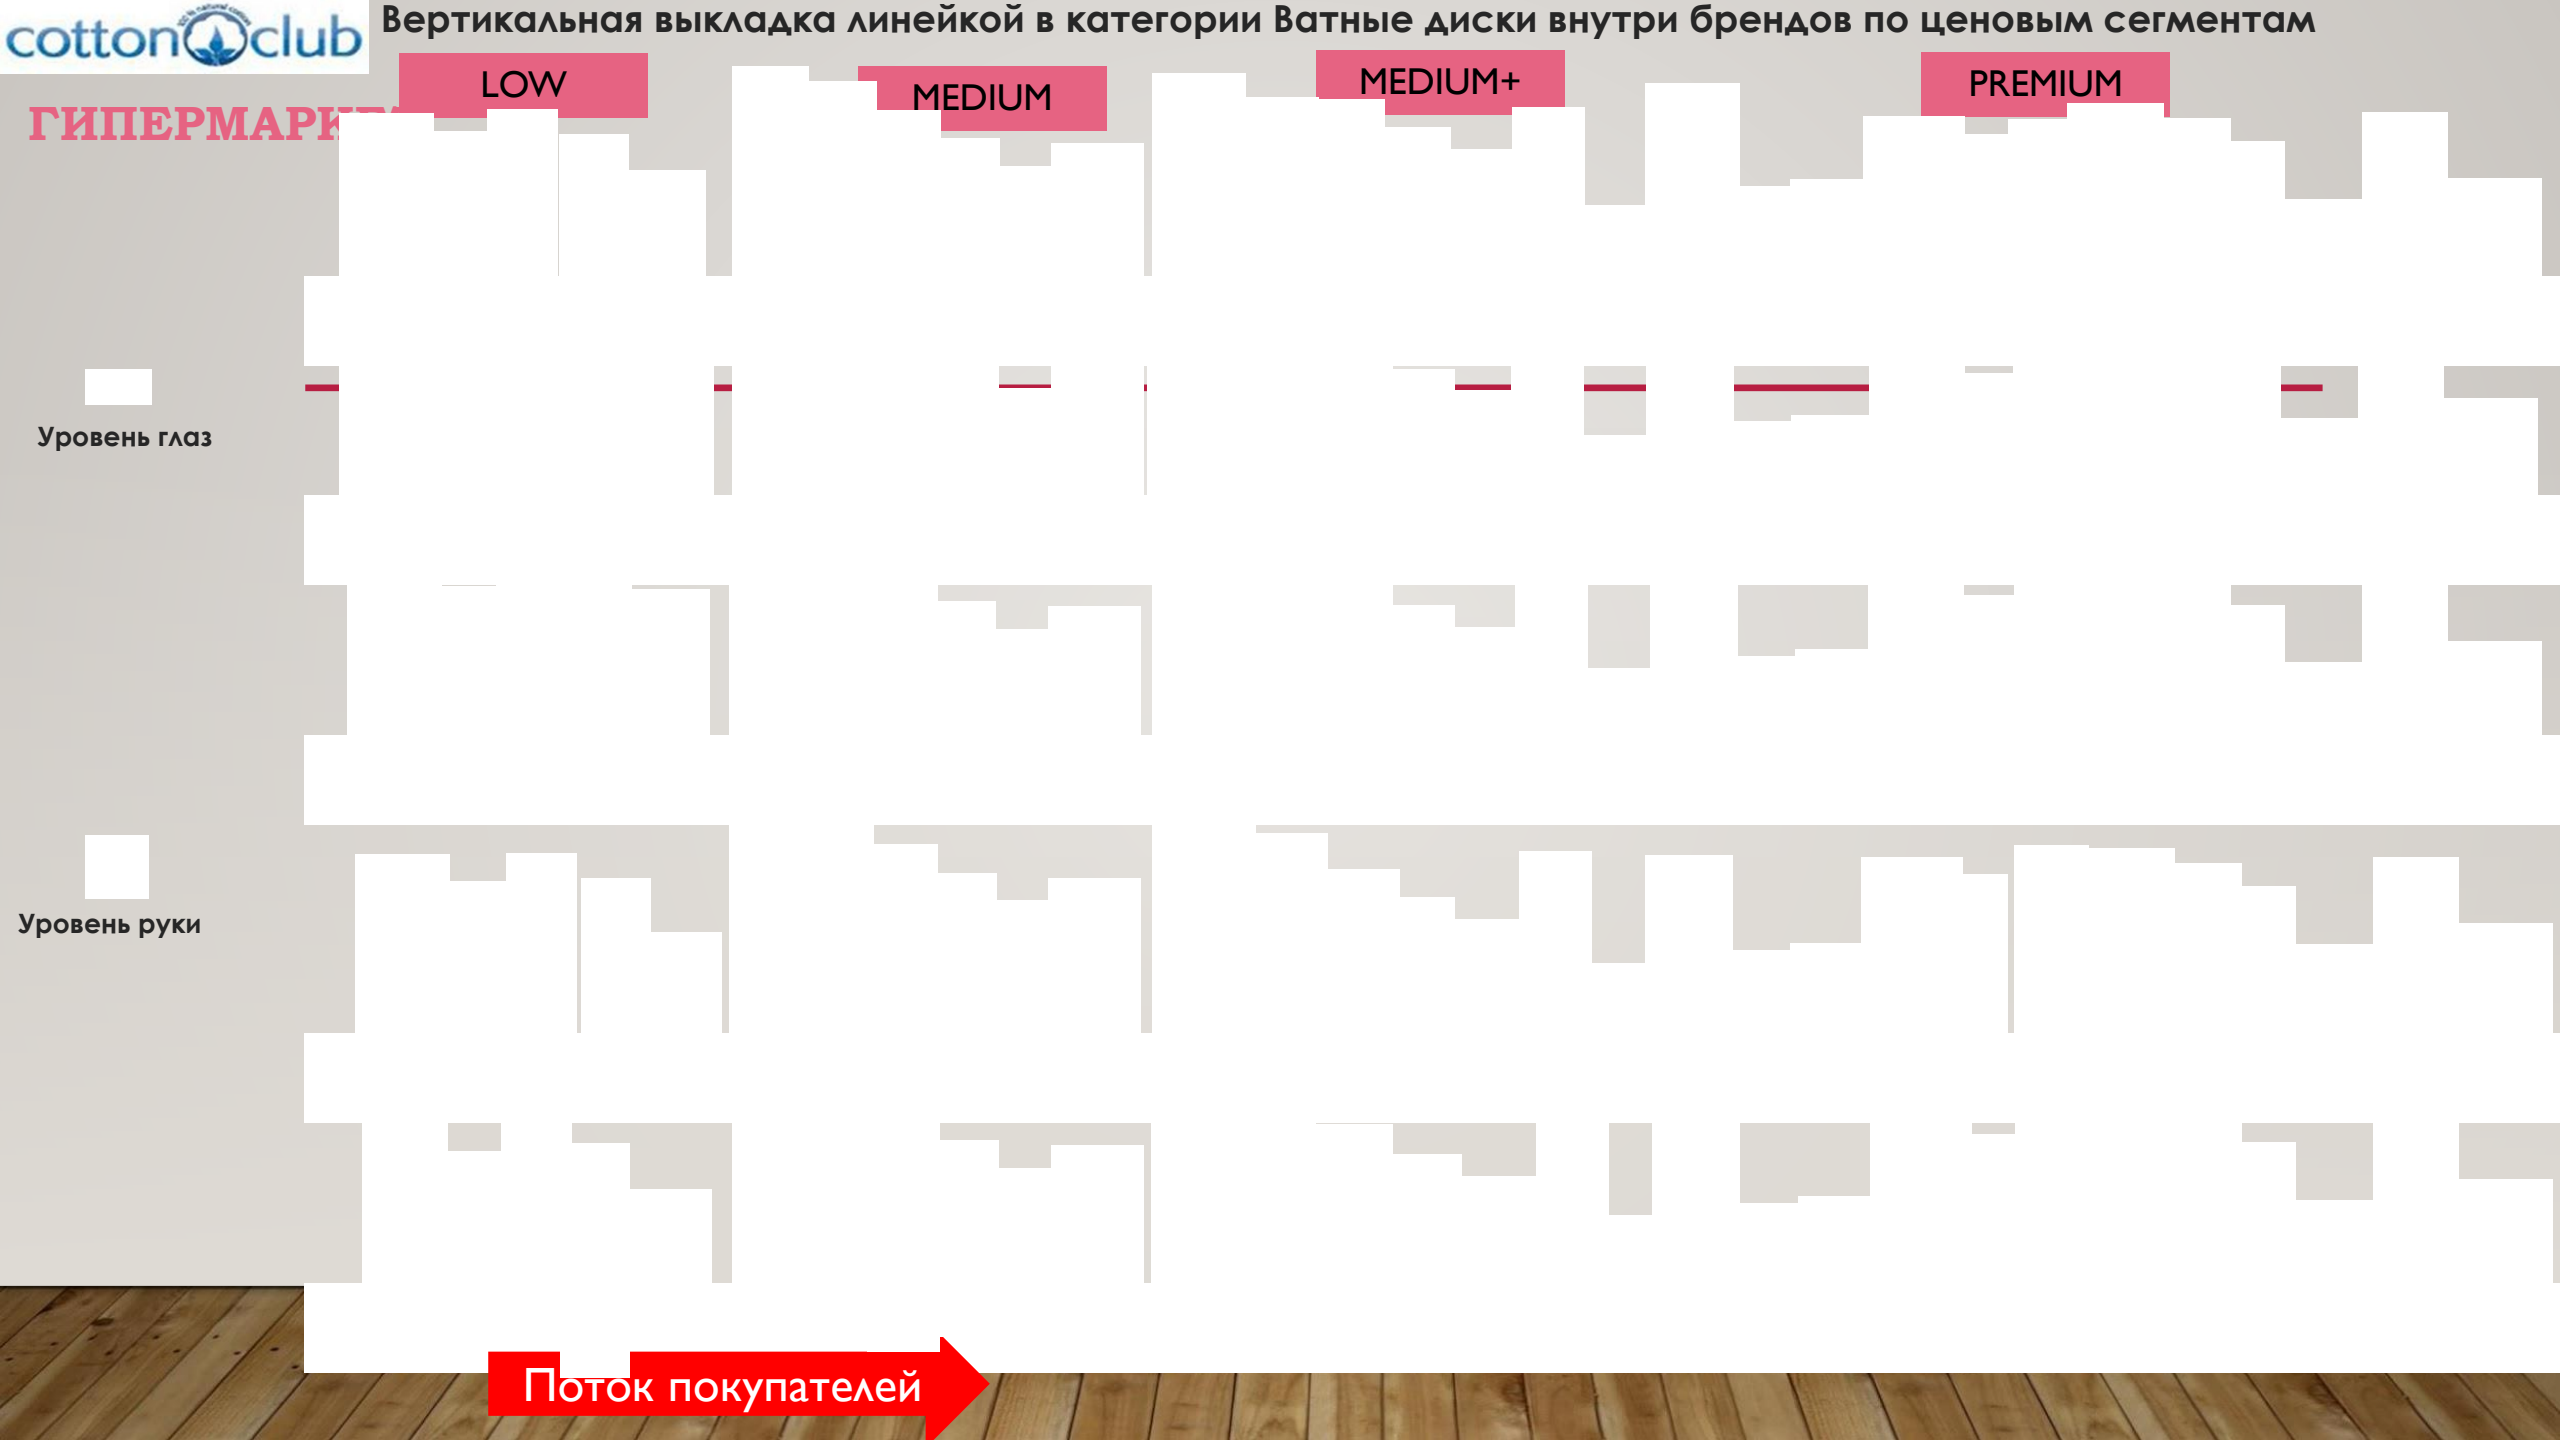 cotton club
Вертикальная выкладка линейкой в категории Ватные диски внутри брендов по ценовым сегментам
LOW
MEDIUM
MEDIUM+
PREMIUM
Уровень глаз
Уровень руки
Поток покупателей